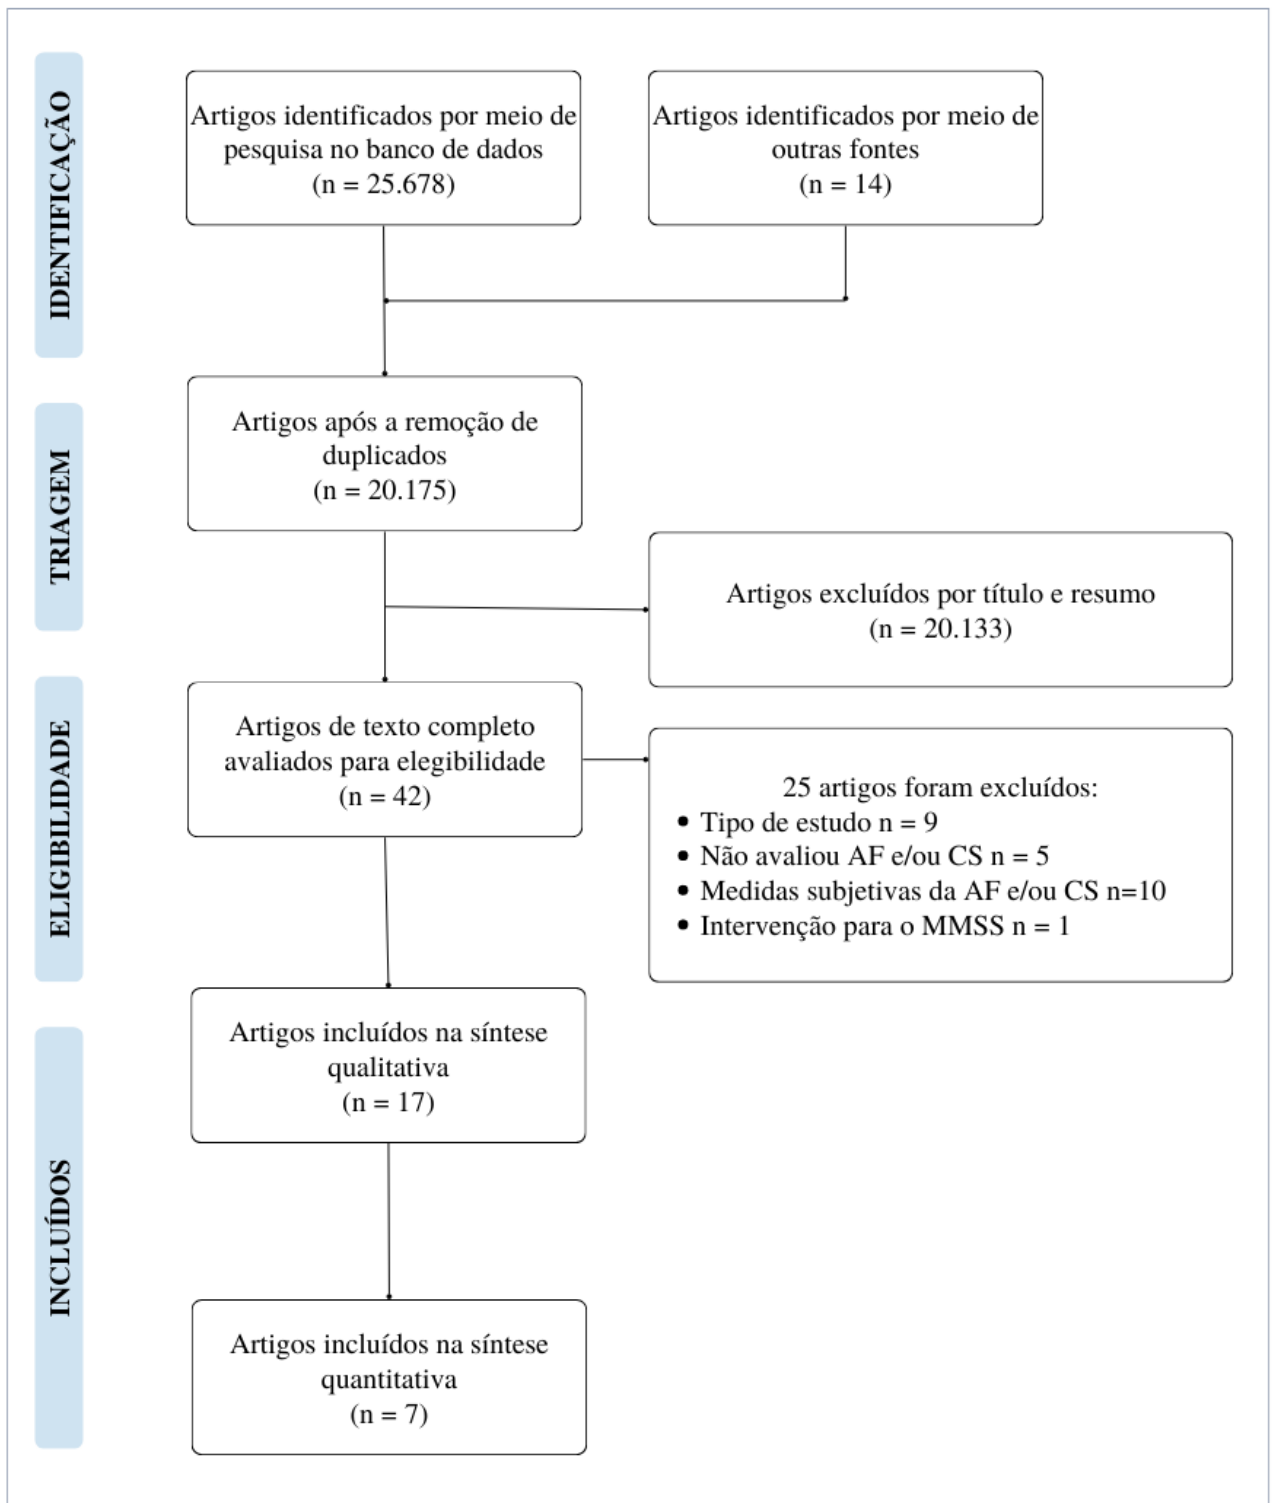 IDENTIFICAÇÃO
Artigos identificados por meio de
pesquisa no banco de dados
(n = 25.678)
Artigos identificados por meio de
outras fontes
(n = 14)
TRIAGEM
Artigos após a remoção de
duplicados
(n = 20.175)
Artigos excluídos por título e resumo
(n = 20.133)
ELIGIBILIDADE
Artigos de texto completo
avaliados para elegibilidade
(n = 42)
25 artigos foram excluídos:
• Tipo de estudo n = 9
• Não avaliou AF e/ou CS n = 5
• Medidas subjetivas da AF e/ou CS n=10
• Intervenção para o MMSS n = 1
INCLUÍDOS
Artigos incluídos na síntese
qualitativa
(n = 17)
Artigos incluídos na síntese
quantitativa
(n = 7)